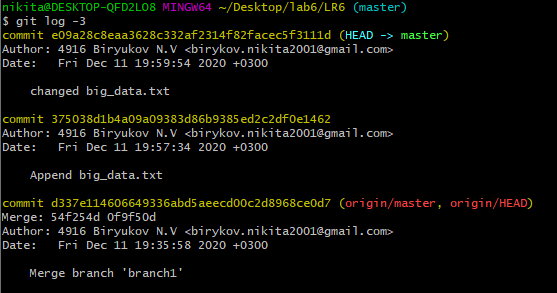 nikita@DESKTOP-QFD2LO8 MINGW64 ~/Desktop/lab6/LR6 (master)
$ git log -3
commit e09a28c8eaa3628c332af2314f82facec5f3111d (HEAD -> master)
Author: 4916 Biryukov N.V <birykov.nikita2001@gmail.com>
Date:   Fri Dec 11 19:59:54 2020 +0300
    changed big_data.txt
commit 375038d1b4a09a09383d86b9385ed2c2df0e1462
Author: 4916 Biryukov N.V <birykov.nikita2001@gmail.com>
Date:   Fri Dec 11 19:57:34 2020 +0300
    Append big_data.txt
commit d337e114606649336abd5aeecd00c2d8968ce0d7 (origin/master, origin/HEAD)
Merge: 54f254d 0f9f50d
Author: 4916 Biryukov N.V <birykov.nikita2001@gmail.com>
Date:   Fri Dec 11 19:35:58 2020 +0300
    Merge branch 'branch1'